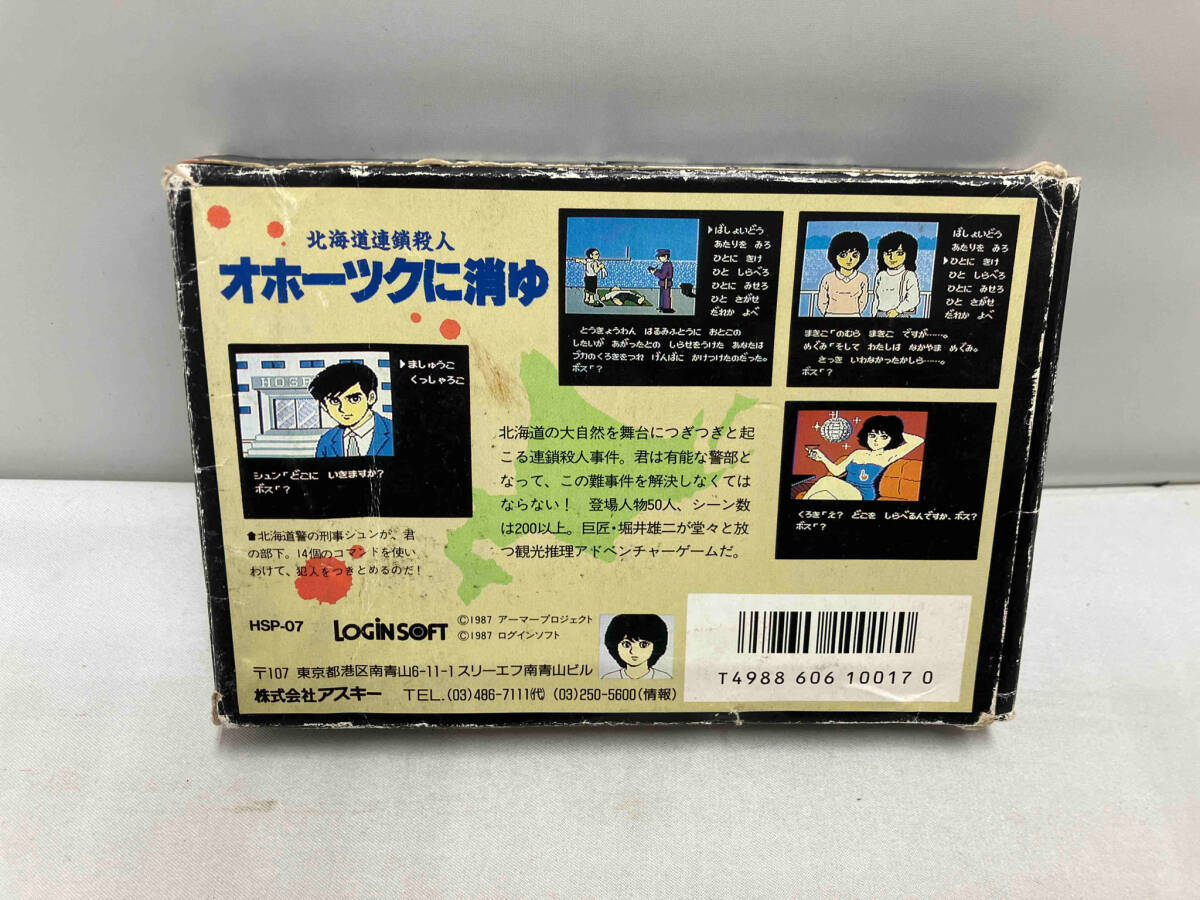 北海道連鎖殺人
オホーツクに消ゆ
▶ばしょいどう
あたりを みろ
ひとに きけ
ひと しらべろ
ひとに みせろ
ひと さがせ
だれか よべ
とうきょうわん はるみふとうに おとこの
したいが あがったとの しらせをうけた あなたは
ブカのくろきをつれ げんばに かけつけたのだった。
ボス「?
ばしょいどう
あたりを みろ
▶ひとに きけ
ひと しらべろ
ひとに みせろ
ひと さがせ
だれか よべ
まきこ「のむら まきこ ですが……。
めぐみ「そして わたしは なかやま めぐみ。
さっき いわなかったかしら……。
ボス「?
HOSP
▶ましゅうこ
くっしゃろこ
シュン「どこに いきますか?
ボス「?
くろき「え? どこを しらべるんですか、ボス?
ボス「?
北海道の大自然を舞台につぎつぎと起
こる連鎖殺人事件。君は有能な警部と
なって、この難事件を解決しなくては
ならない! 登場人物50人、シーン数
は200以上。巨匠・堀井雄二が堂々と放
つ観光推理アドベンチャーゲームだ。
北海道警の刑事シュンが、君
の部下。14個のコマンドを使い
わけて、犯人をつきとめるのだ!
HSP-07 LOGiN SOFT
©1987 アーマープロジェクト
©1987 ログインソフト
〒107 東京都港区南青山6-11-1スリーエフ南青山ビル
株式会社アスキー TEL.(03)486-7111(代) (03)250-5600(情報)
T4988 606 10017 0